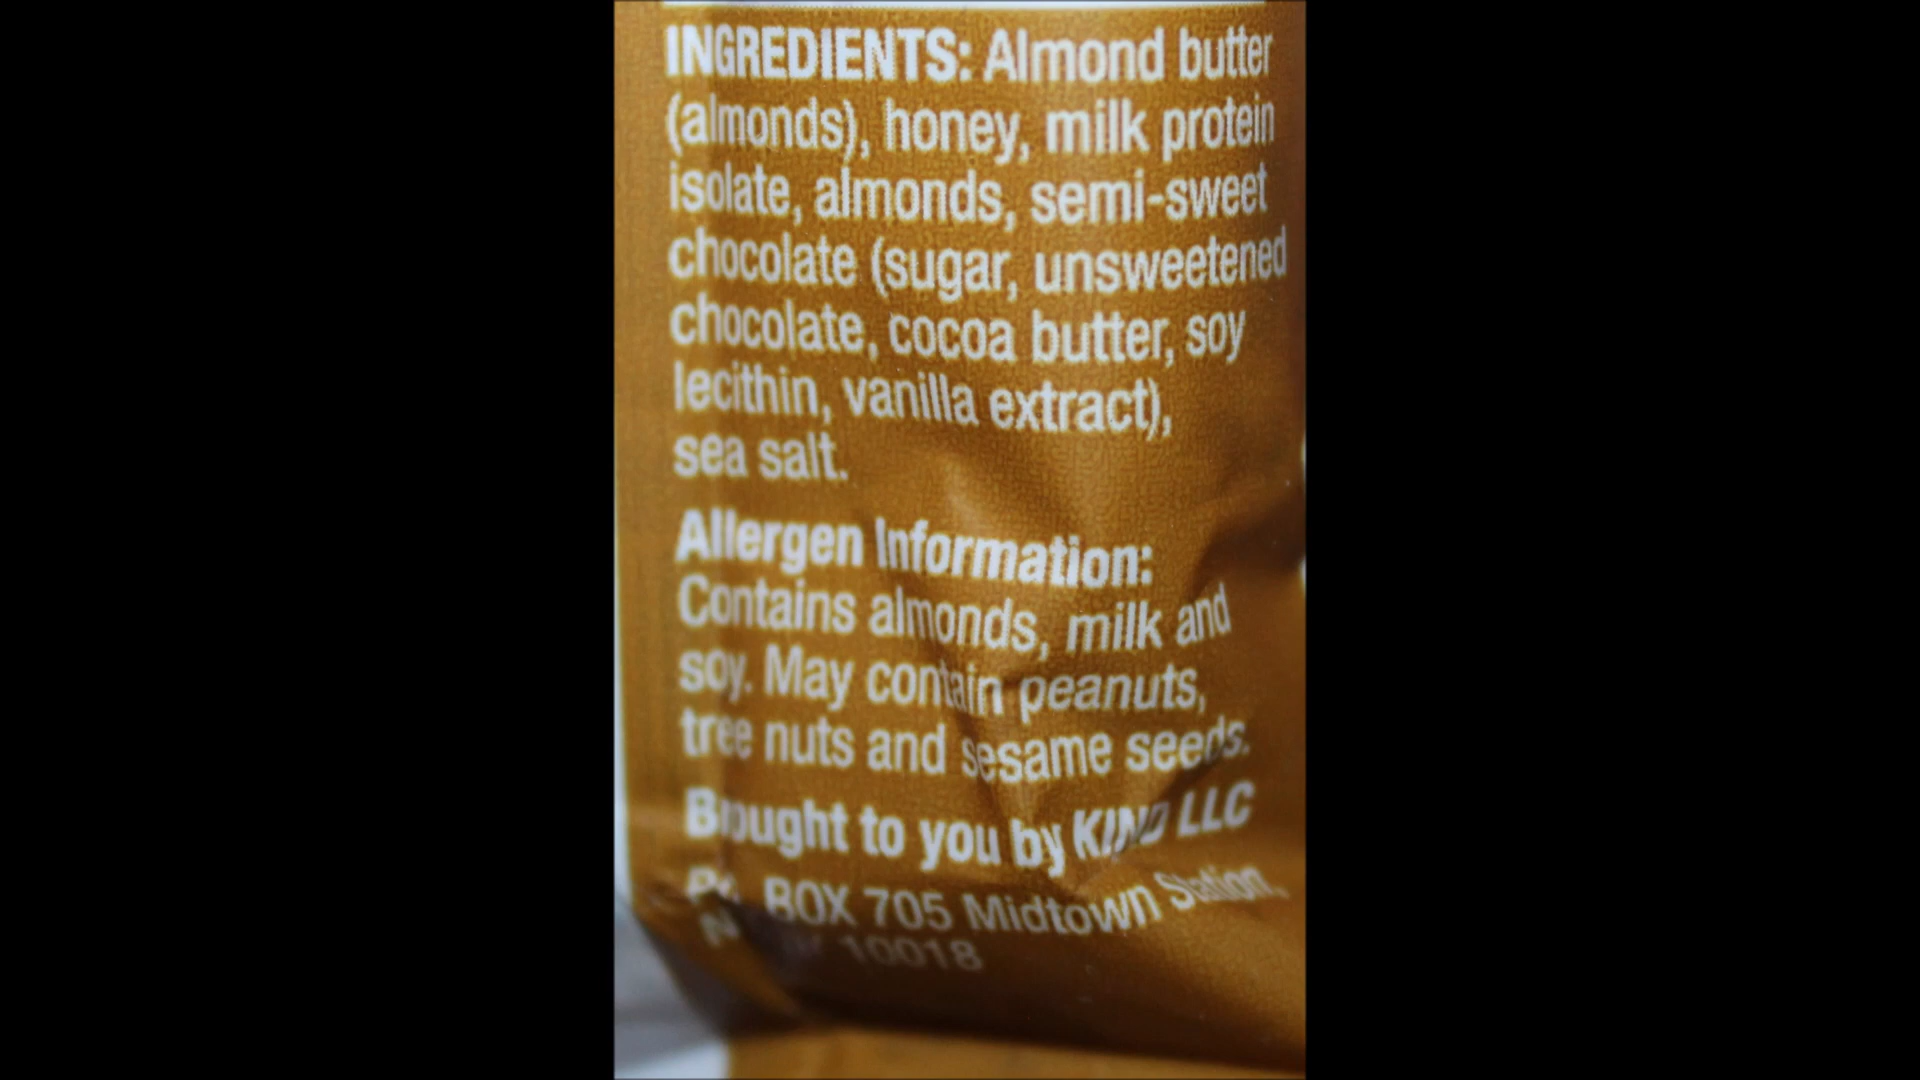 INGREDIENTS: Almond butter
(almonds), honey, milk protein
isolate, almonds, semi-sweet
chocolate (sugar, unsweetened
chocolate, cocoa butter, soy
lecithin, vanilla extract),
sea salt.
Allergen Information:
Contains almonds, milk and
soy. May contain peanuts,
tree nuts and sesame seeds.
Brought to you by KIND LLC
BOX 705 Midtown Station,
10018